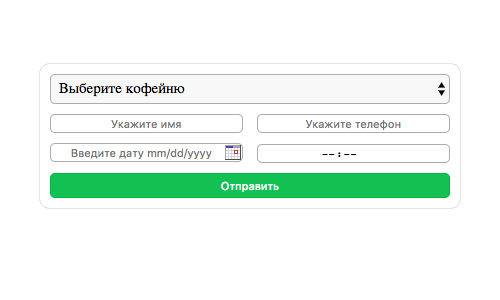 Выберите кофейню
Укажите имя Укажите телефон
Введите дату mm/dd/yyyy --:--
Отправить